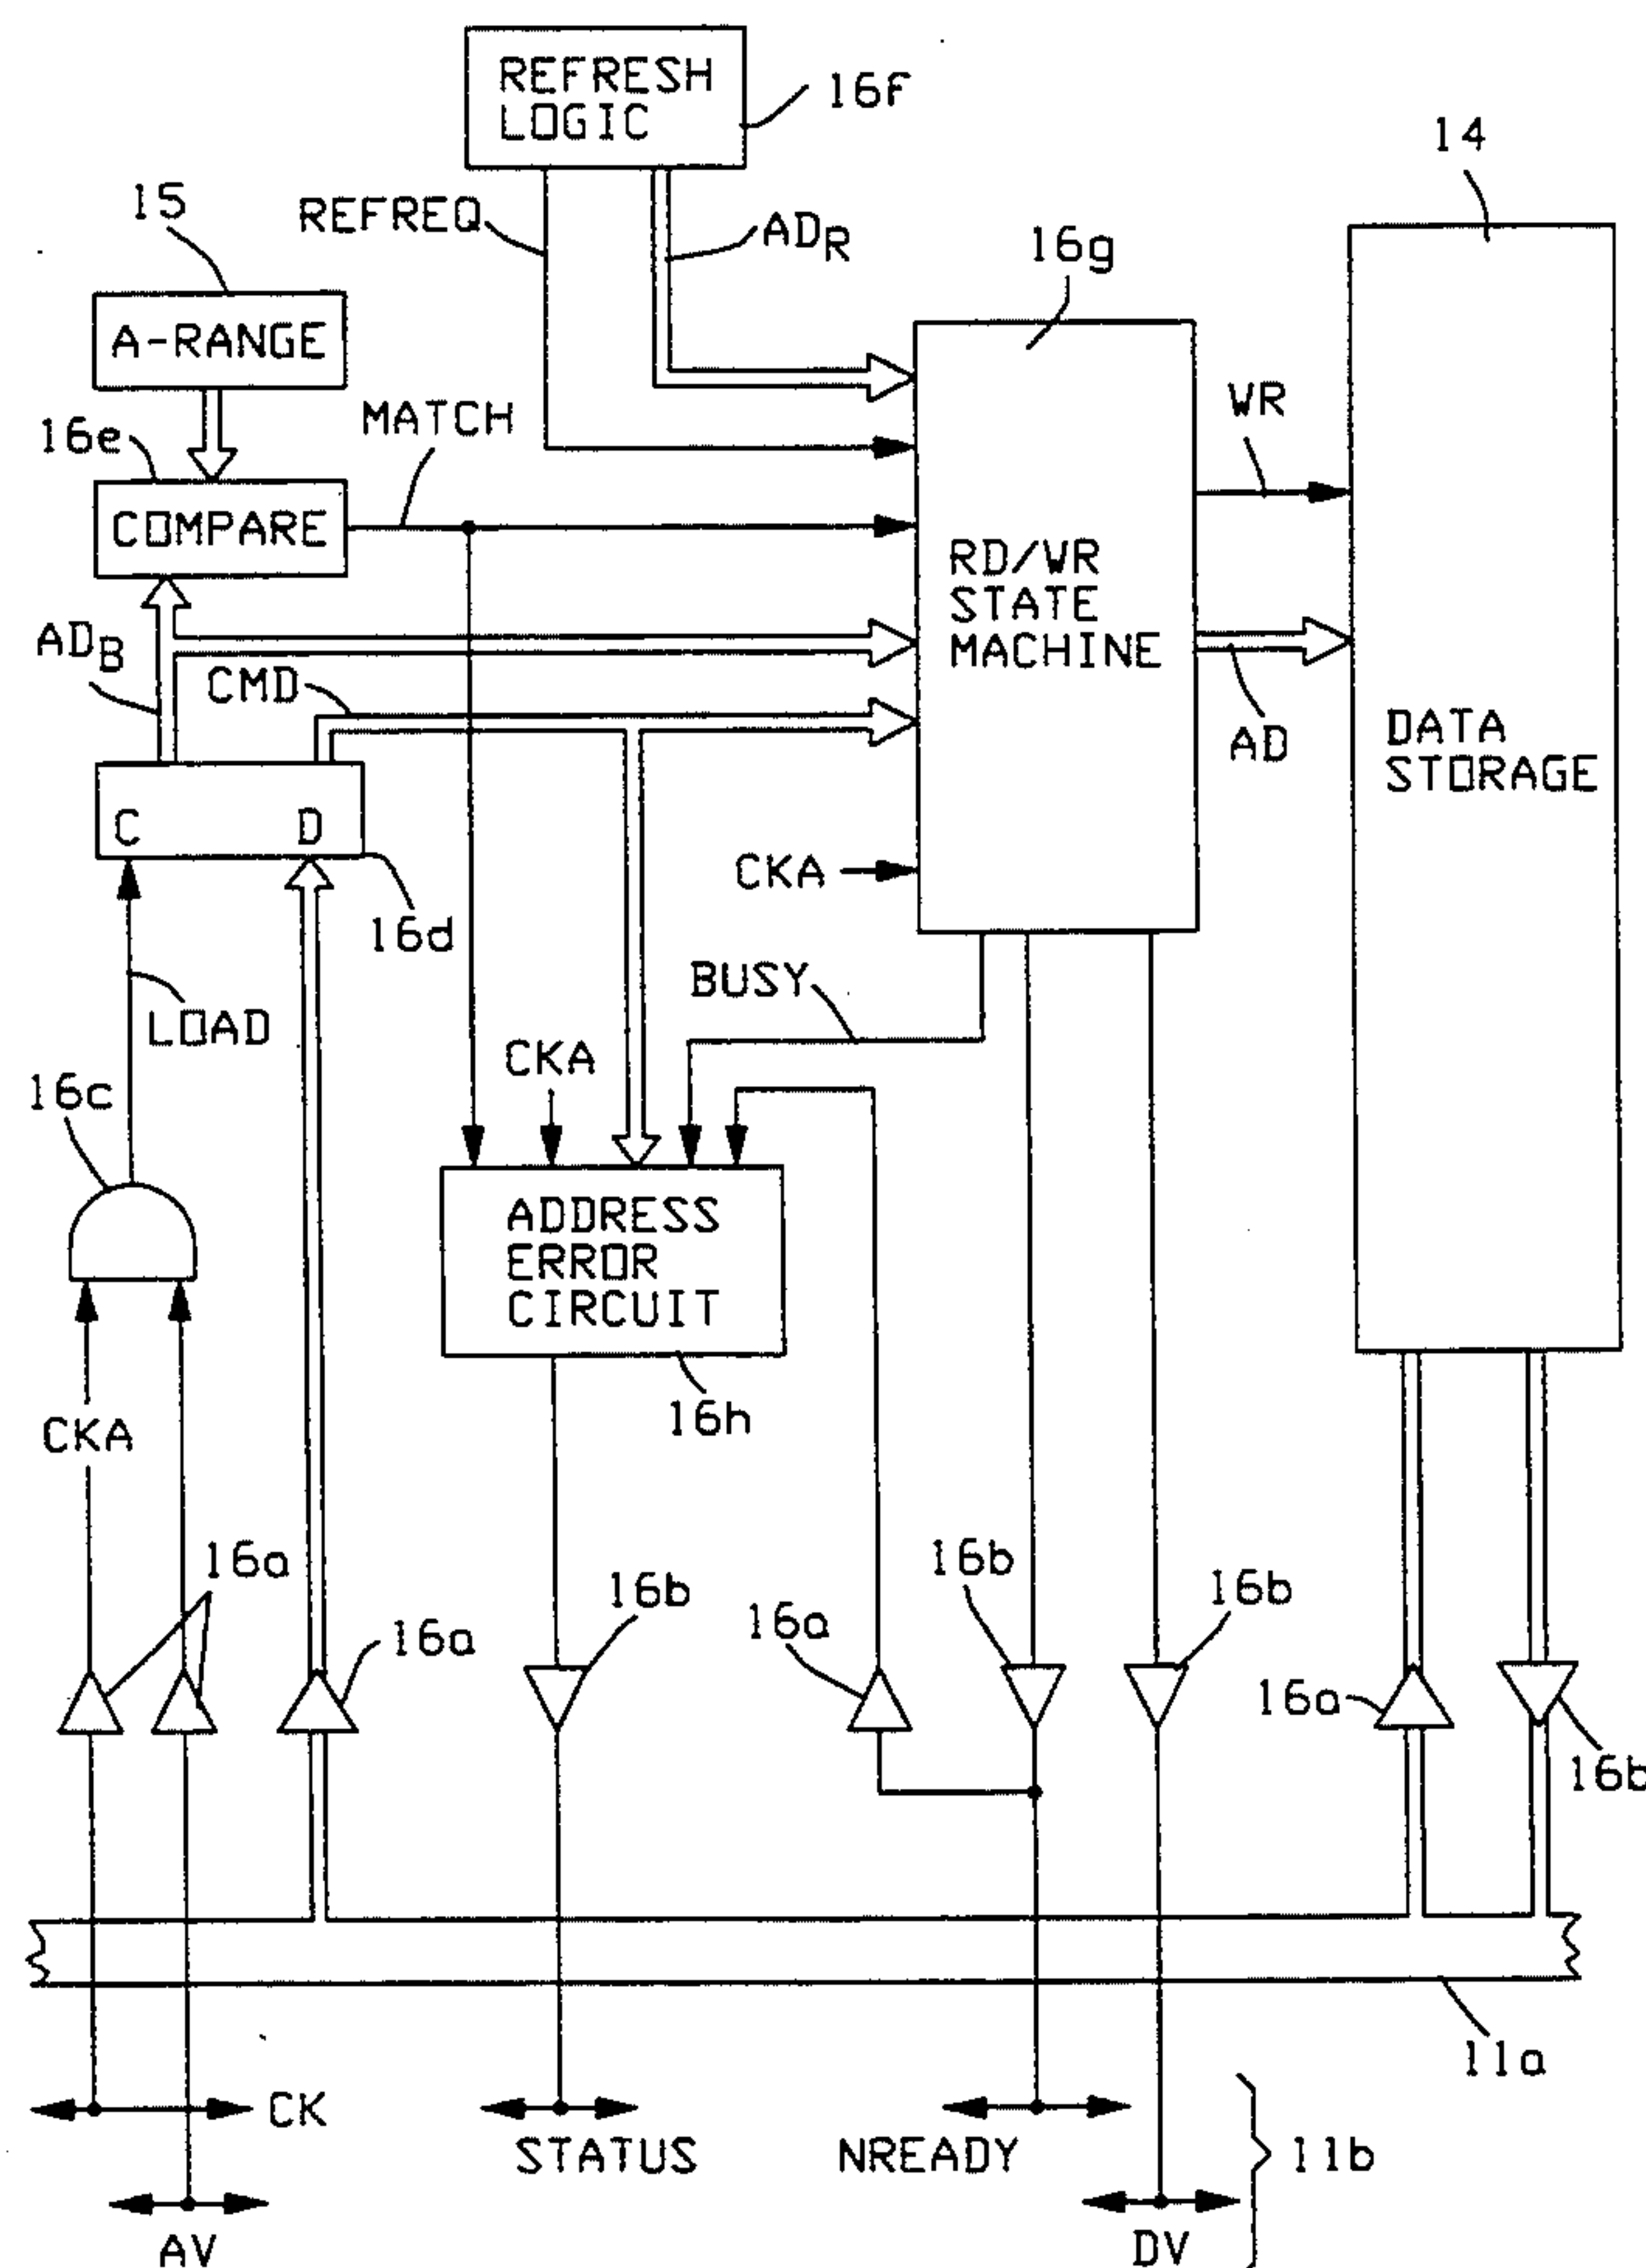 REFRESH
LOGIC
16f
14
15
REFREQ
ADR
16g
A-RANGE
WR
16e
MATCH
COMPARE
RD/WR
STATE
MACHINE
ADB
CMD
DATA
STORAGE
AD
C D
CKA
16d
BUSY
LOAD
CKA
16c
ADDRESS
ERROR
CIRCUIT
16h
CKA
16a
16b
16b
16b
16a
16a
16a
16b
11a
CK
STATUS
NREADY
11b
AV
DV